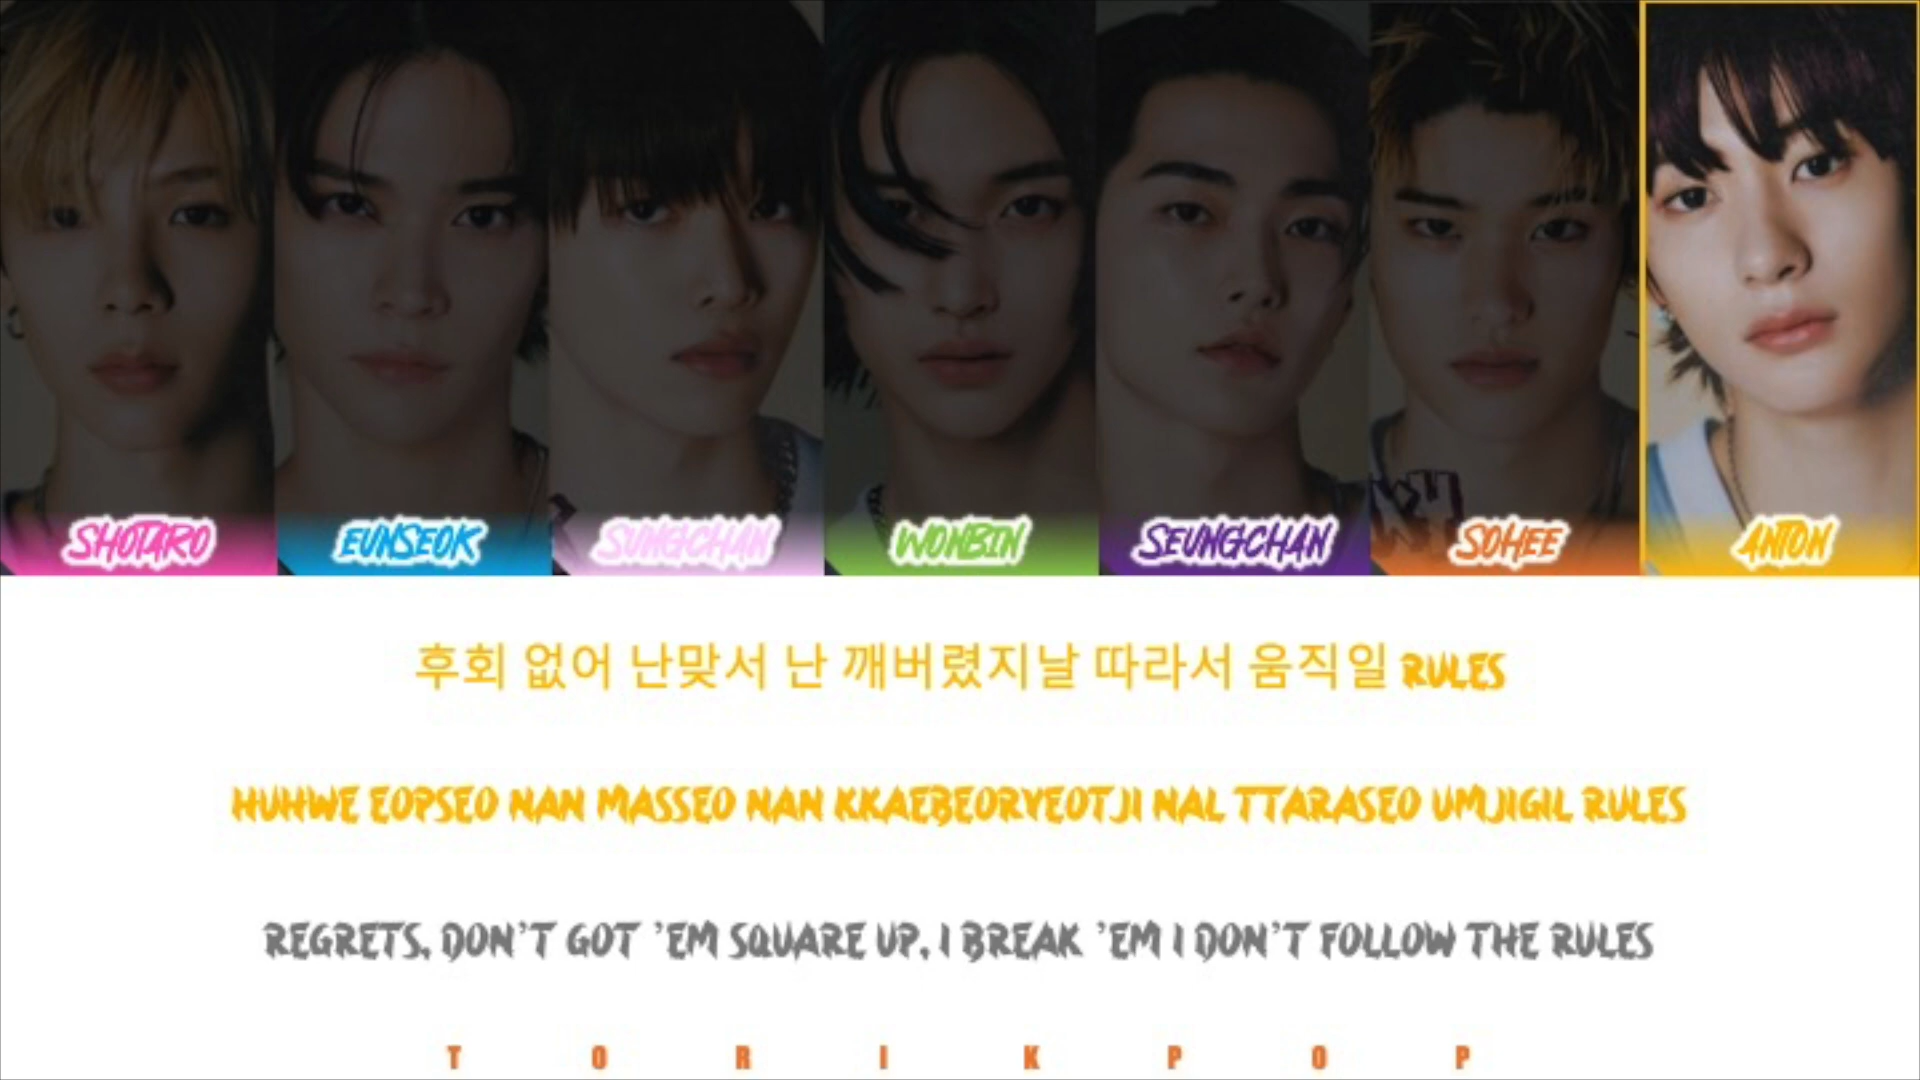 SHOTARO EUNSEOK SUNGCHAN WONBIN SEUNGCHAN SOHEE ANTON
후회 없어 난맞서 난 깨버렸지날 따라서 움직일 RULES
HUHWE EOPSEO NAN MASSEO NAN KKAEBEORYEOTJI NAL TTARASEO UMJIGIL RULES
REGRETS, DON'T GOT 'EM SQUARE UP, I BREAK 'EM I DON'T FOLLOW THE RULES
T O R I K P O P